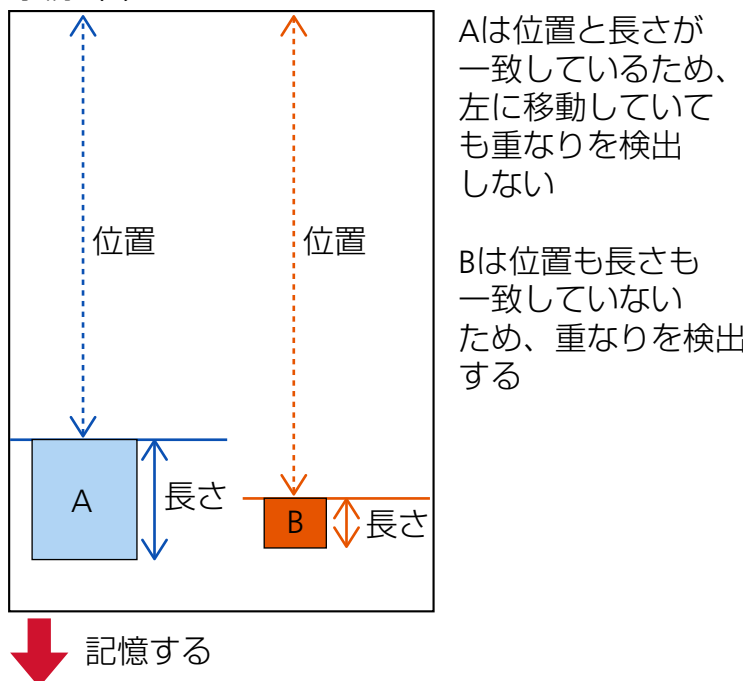 Aは位置と長さが
一致しているため、
左に移動していて
も重なりを検出
しない
位置
位置
Bは位置も長さも
一致していない
ため、重なりを検出
する
A
長さ
B
長さ
記憶する